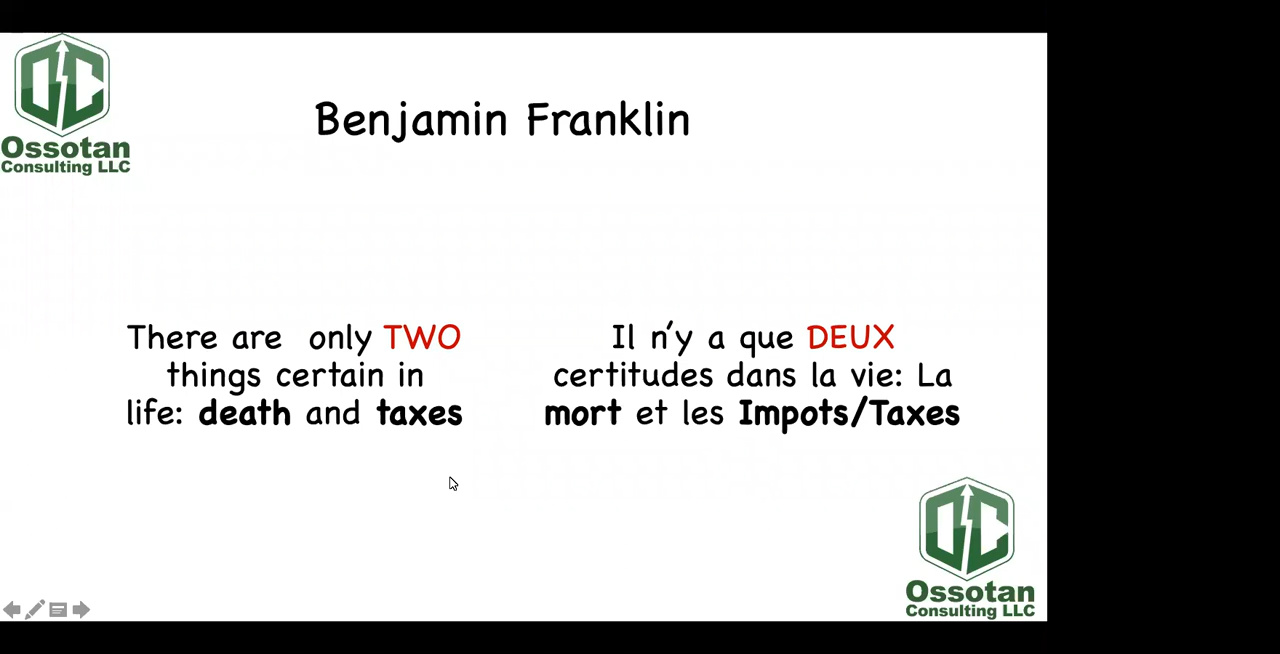 Ossotan
Consulting LLC
Benjamin Franklin
There are only TWO
things certain in
life: death and taxes
Il n'y a que DEUX
certitudes dans la vie: La
mort et les Impots/Taxes
Ossotan
Consulting LLC